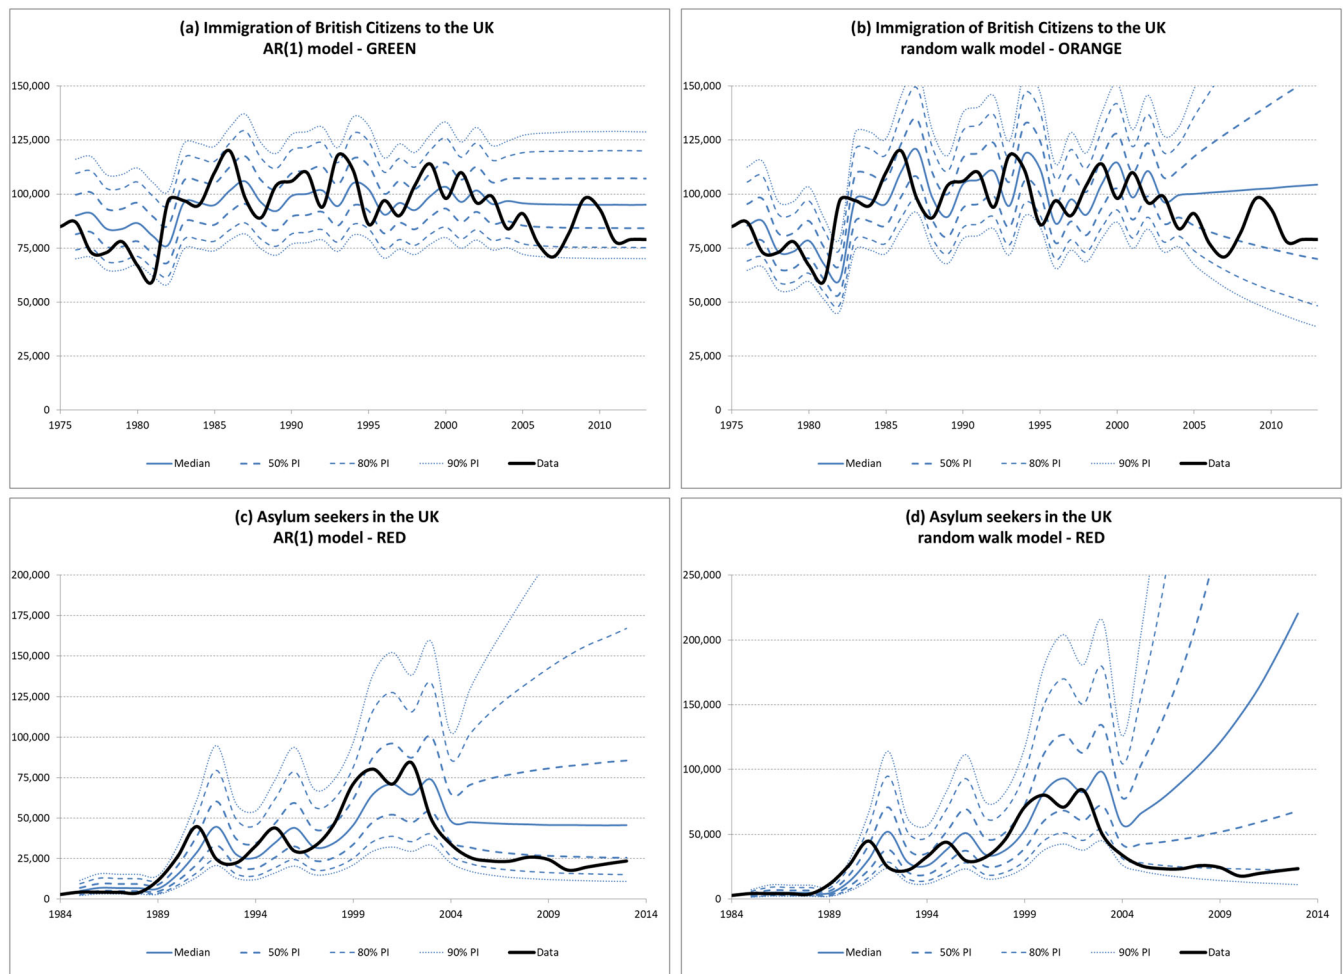 (a) Immigration of British Citizens to the UK
AR(1) model - GREEN
150,000
125,000
100,000
75,000
50,000
25,000
0
1975 1980 1985 1990 1995 2000 2005 2010
Median 50% PI 80% PI 90% PI Data
(b) Immigration of British Citizens to the UK
random walk model - ORANGE
150,000
125,000
100,000
75,000
50,000
25,000
0
1975 1980 1985 1990 1995 2000 2005 2010
Median 50% PI 80% PI 90% PI Data
(c) Asylum seekers in the UK
AR(1) model - RED
200,000
175,000
150,000
125,000
100,000
75,000
50,000
25,000
0
1984 1989 1994 1999 2004 2009 2014
Median 50% PI 80% PI 90% PI Data
(d) Asylum seekers in the UK
random walk model - RED
250,000
200,000
150,000
100,000
50,000
0
1984 1989 1994 1999 2004 2009 2014
Median 50% PI 80% PI 90% PI Data